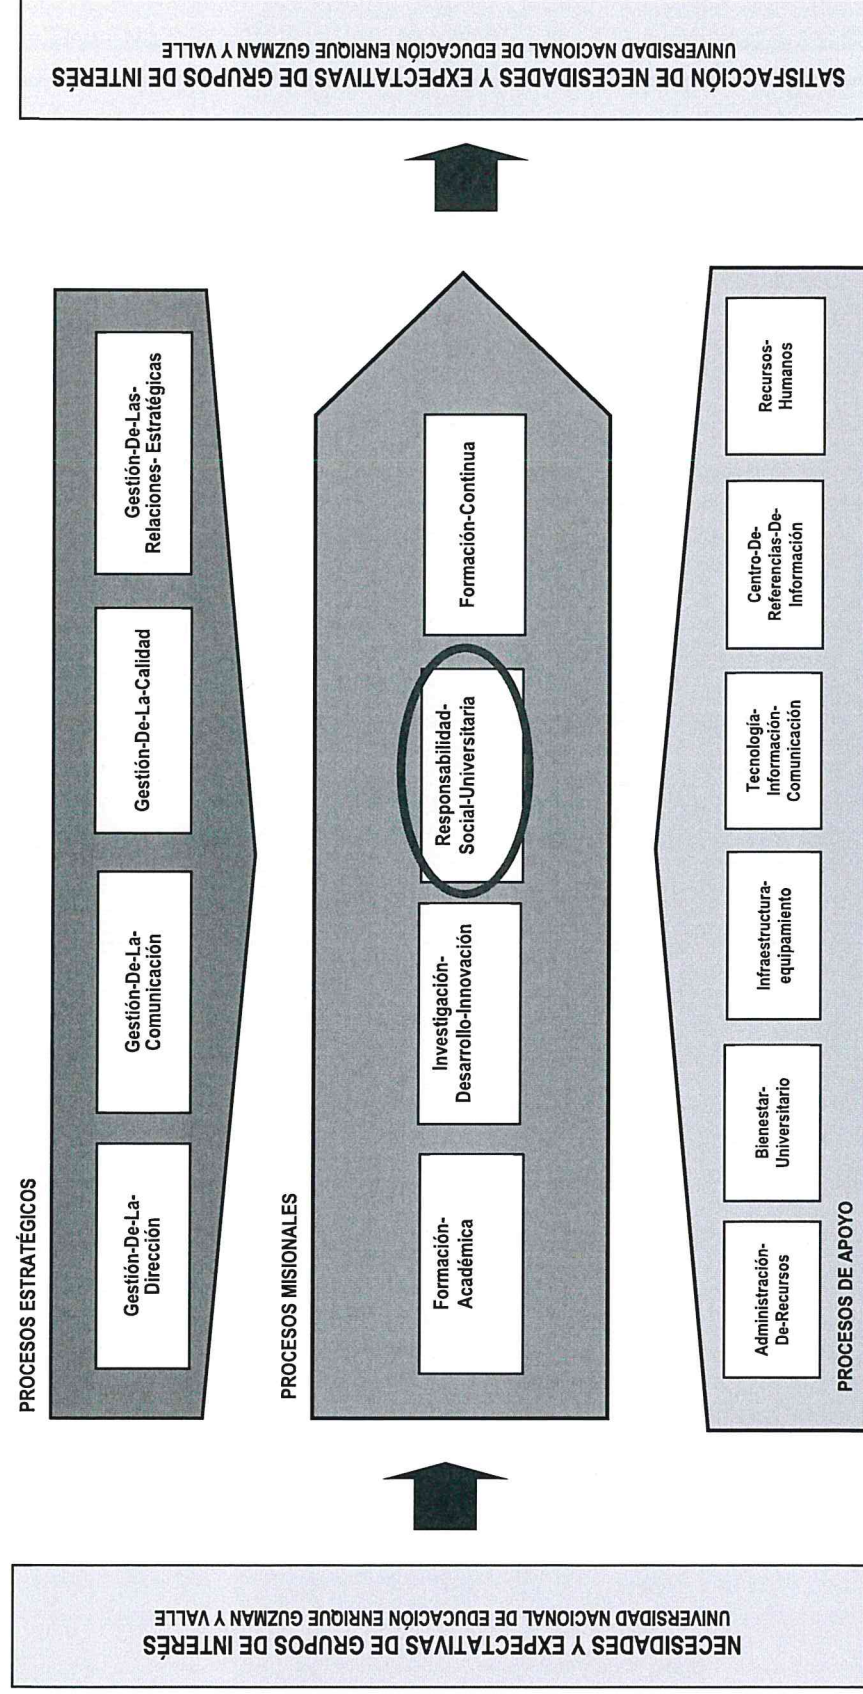 NECESIDADES Y EXPECTATIVAS DE GRUPOS DE INTERÉS
UNIVERSIDAD NACIONAL DE EDUCACIÓN ENRIQUE GUZMAN Y VALLE
PROCESOS ESTRATÉGICOS
Gestión-De-La-
Dirección
Gestión-De-La-
Comunicación
Gestión-De-La-Calidad
Gestión-De-Las-
Relaciones- Estratégicas
PROCESOS MISIONALES
Formación-
Académica
Investigación-
Desarrollo-Innovación
Responsabilidad-
Social-Universitaria
Formación-Continua
Administración-
De-Recursos
Bienestar-
Universitario
Infraestructura-
equipamiento
Tecnología-
Información-
Comunicación
Centro-De-
Referencias-De-
Información
Recursos-
Humanos
PROCESOS DE APOYO
SATISFACCIÓN DE NECESIDADES Y EXPECTATIVAS DE GRUPOS DE INTERÉS
UNIVERSIDAD NACIONAL DE EDUCACIÓN ENRIQUE GUZMAN Y VALLE